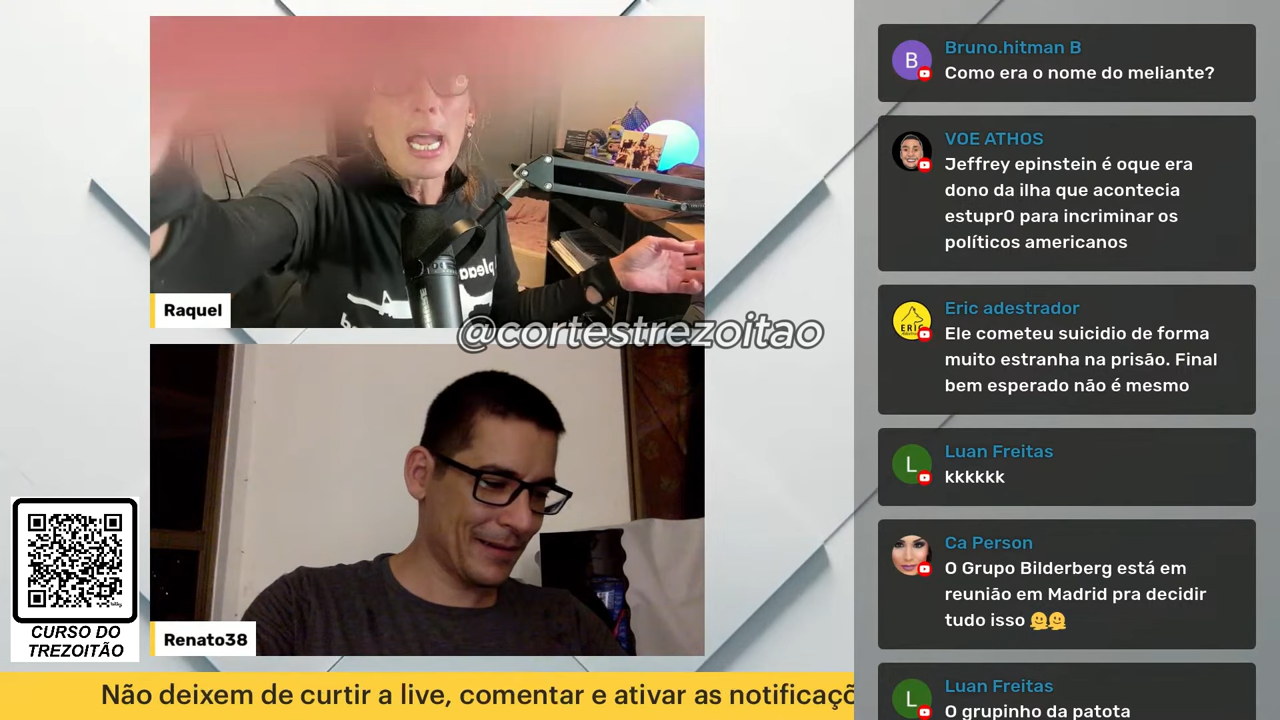 Raquel
@cortestrezoitao
Renato38
CURSO DO
TREZOITÃO
Não deixem de curtir a live, comentar e ativar as notificaçõ
B
Bruno.hitman B
Como era o nome do meliante?
VOE ATHOS
Jeffrey epinstein é oque era
dono da ilha que acontecia
estupr0 para incriminar os
políticos americanos
ERIC
Eric adestrador
Ele cometeu suicidio de forma
muito estranha na prisão. Final
bem esperado não é mesmo
L
Luan Freitas
kkkkkk
Ca Person
O Grupo Bilderberg está em
reunião em Madrid pra decidir
tudo isso 🤗🤗
L
Luan Freitas
O grupinho da patota